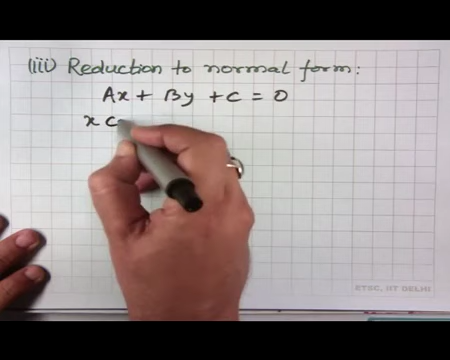 (iii) Reduction to normal form:
Ax + By + C = 0
x c
ETSC, IIT DELHI